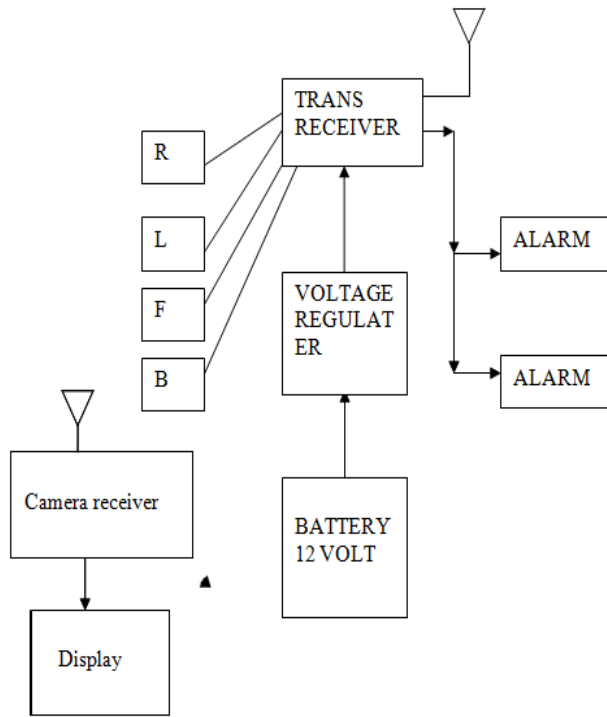 TRANS
RECEIVER
R
L
F
B
ALARM
VOLTAGE
REGULAT
ER
ALARM
Camera receiver
BATTERY
12 VOLT
Display